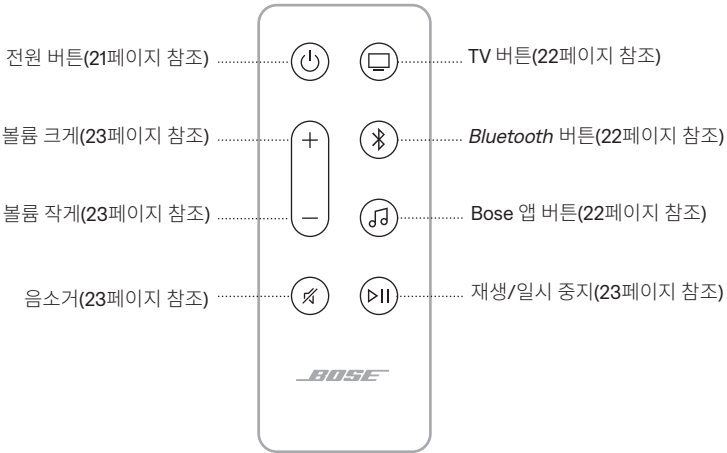 전원 버튼(21페이지 참조)
TV 버튼(22페이지 참조)
볼륨 크게(23페이지 참조)
Bluetooth 버튼(22페이지 참조)
볼륨 작게(23페이지 참조)
Bose 앱 버튼(22페이지 참조)
음소거(23페이지 참조)
재생/일시 중지(23페이지 참조)
BOSE